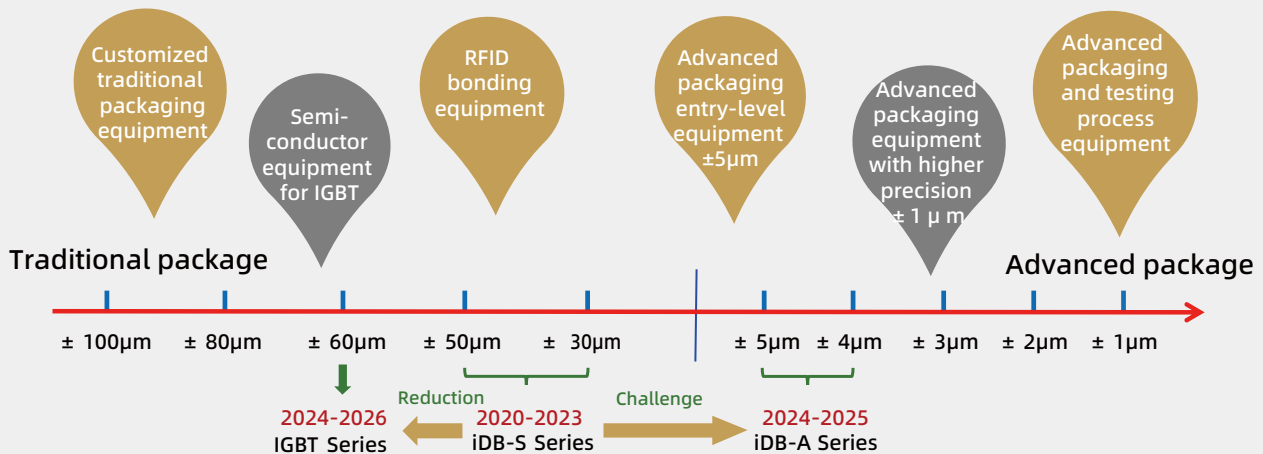 Customized
traditional
packaging
equipment
Semi-
conductor
equipment
for IGBT
RFID
bonding
equipment
Advanced
packaging
entry-level
equipment
±5μm
Advanced
packaging
equipment
with higher
precision
± 1 μ m
Advanced
packaging
and testing
process
equipment
Traditional package
Advanced package
± 100μm ± 80μm ± 60μm ± 50μm ± 30μm ± 5μm ± 4μm ± 3μm ± 2μm ± 1μm
Reduction
Challenge
2024-2026
IGBT Series
2020-2023
iDB-S Series
2024-2025
iDB-A Series